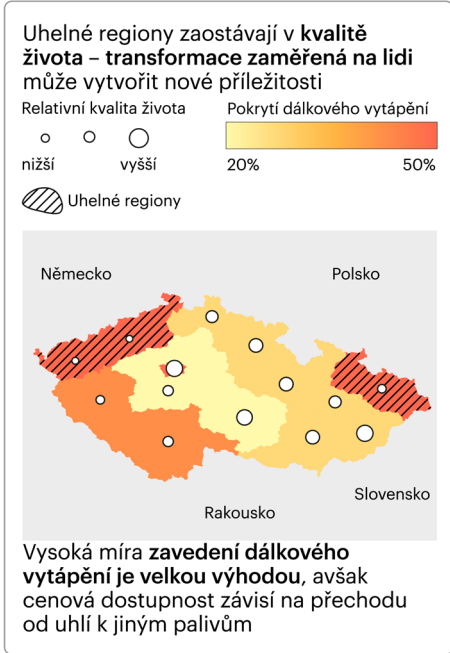 Uhelné regiony zaostávají v kvalitě
života – transformace zaměřená na lidi
může vytvořit nové příležitosti
Relativní kvalita života
Pokrytí dálkového vytápění
nižší
vyšší
20%
50%
Uhelné regiony
Německo
Polsko
Slovensko
Rakousko
Vysoká míra zavedení dálkového
vytápění je velkou výhodou, avšak
cenová dostupnost závisí na přechodu
od uhlí k jiným palivům